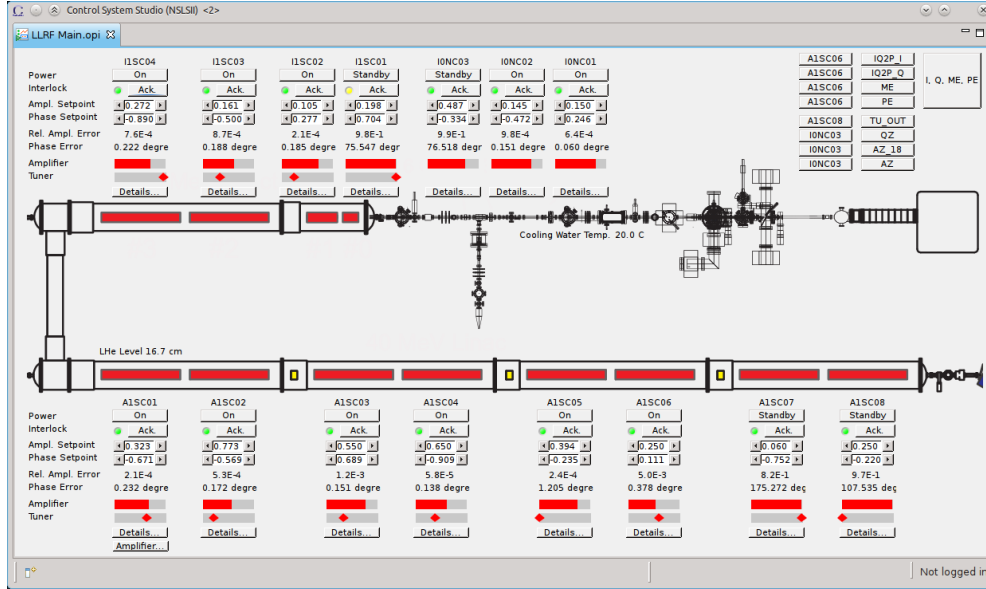 Control System Studio (NSLSII) <2>
LLRF Main.opi
I1SC04 I1SC03 I1SC02 I1SC01 I0NC03 I0NC02 I0NC01
Power On On On Standby Standby On On
Interlock Ack. Ack. Ack. Ack. Ack. Ack. Ack.
Ampl. Setpoint 0.272 0.161 0.105 0.198 0.487 0.145 0.150
Phase Setpoint -0.890 -0.500 0.277 0.704 -0.334 -0.472 0.246
Rel. Ampl. Error 7.6E-4 8.7E-4 2.1E-4 9.8E-1 9.9E-1 9.8E-4 6.4E-4
Phase Error 0.222 degre 0.188 degre 0.185 degre 75.547 degr 76.518 degr 0.151 degre 0.060 degre
Amplifier
Tuner
Details... Details... Details... Details... Details... Details... Details...
A1SC06 IQ2P_I
A1SC06 IQ2P_Q
A1SC06 ME
A1SC06 PE
I, Q, ME, PE
A1SC08 TU_OUT
I0NC03 QZ
I0NC03 AZ_18
I0NC03 AZ
Cooling Water Temp. 20.0 C
LHe Level 16.7 cm
A1SC01 A1SC02 A1SC03 A1SC04 A1SC05 A1SC06 A1SC07 A1SC08
Power On On On On On On Standby Standby
Interlock Ack. Ack. Ack. Ack. Ack. Ack. Ack. Ack.
Ampl. Setpoint 0.323 0.773 0.550 0.650 0.394 0.250 0.060 0.250
Phase Setpoint -0.671 -0.569 0.689 -0.909 -0.235 0.111 -0.752 -0.220
Rel. Ampl. Error 2.1E-4 5.3E-4 1.2E-3 5.8E-5 2.4E-4 5.0E-3 8.2E-1 9.7E-1
Phase Error 0.232 degre 0.172 degre 0.151 degre 0.138 degre 1.205 degre 0.378 degre 175.272 deg 107.535 deg
Amplifier
Tuner
Details... Details... Details... Details... Details... Details... Details... Details...
Amplifier...
Not logged in